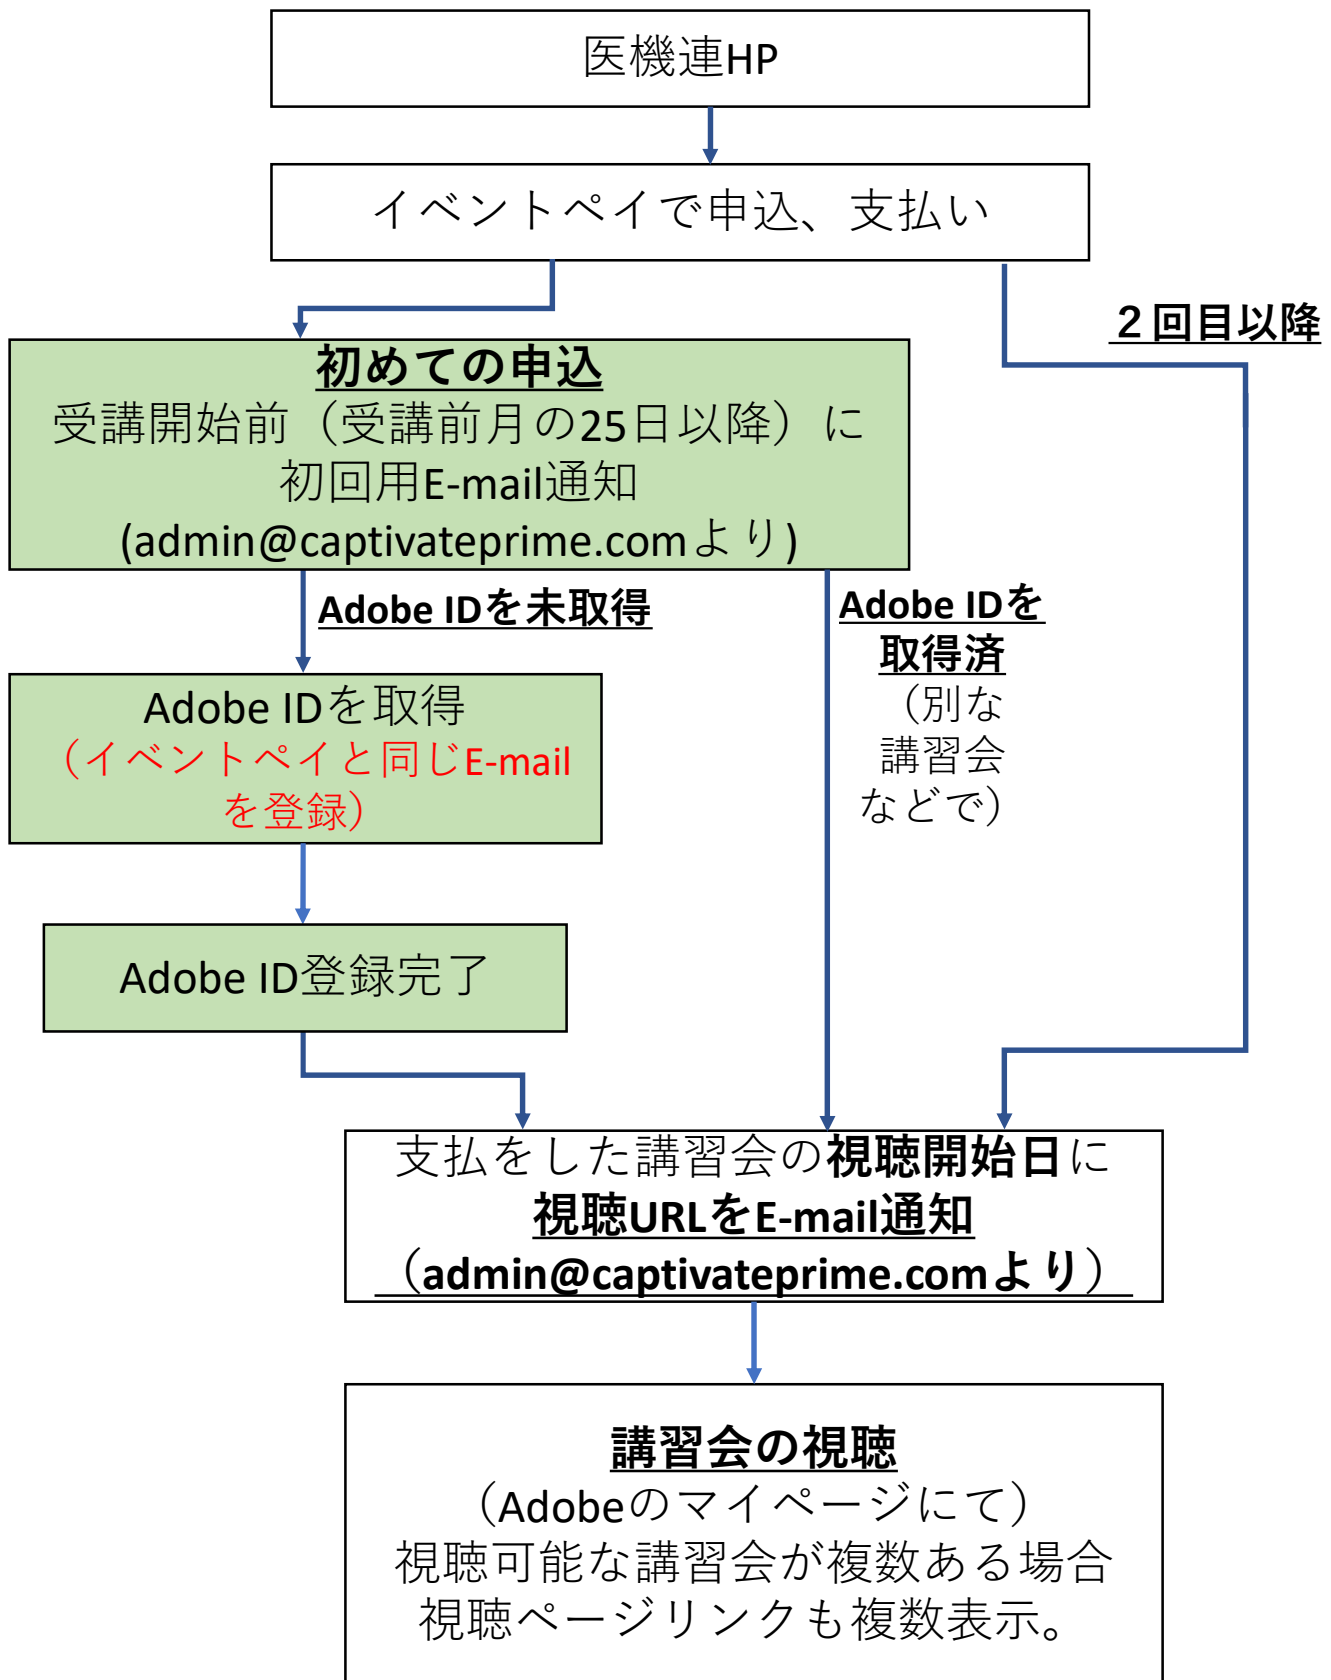 医機連HP
イベントペイで申込、支払い
２回目以降
初めての申込
受講開始前（受講前月の25日以降）に
初回用E-mail通知
(admin@captivateprime.comより)
Adobe IDを未取得
Adobe IDを
取得済
（別な
講習会
などで）
Adobe IDを取得
（イベントペイと同じE-mail
を登録）
Adobe ID登録完了
支払をした講習会の視聴開始日に
視聴URLをE-mail通知
（admin@captivateprime.comより）
講習会の視聴
（Adobeのマイページにて）
視聴可能な講習会が複数ある場合
視聴ページリンクも複数表示。